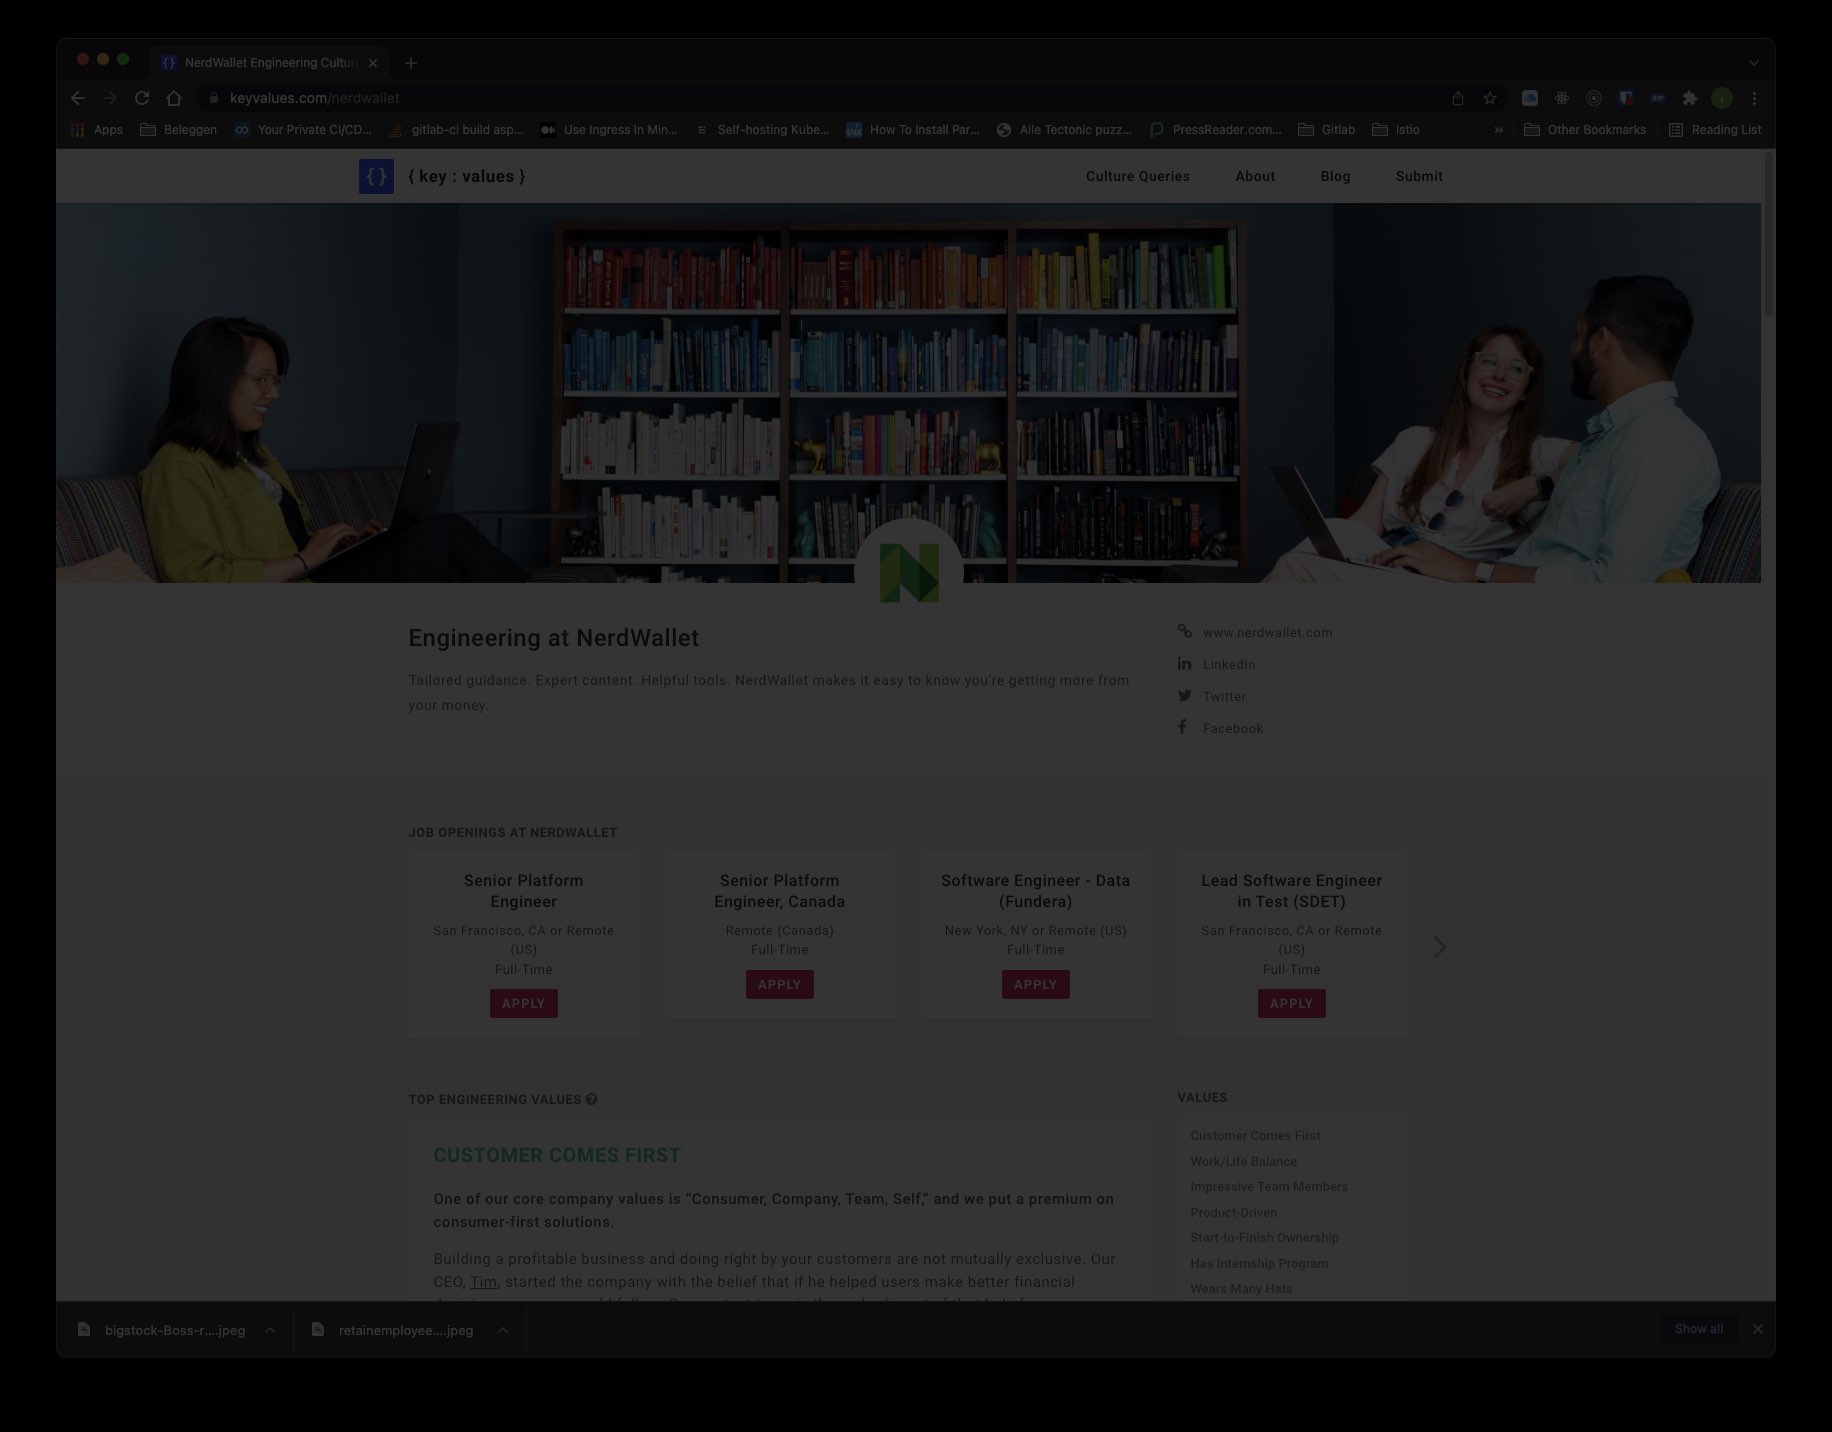 NerdWallet Engineering Cultur
keyvalues.com/nerdwallet
Apps
Beleggen
Your Private CI/CD...
gitlab-ci build asp...
Use Ingress In Min...
Self-hosting Kube...
How To Install Par...
Alle Tectonic puzz...
PressReader.com...
Gitlab
Istio
»
Other Bookmarks
Reading List
{ key : values }
Culture Queries
About
Blog
Submit
Engineering at NerdWallet
Tailored guidance. Expert content. Helpful tools. NerdWallet makes it easy to know you're getting more from
your money.
www.nerdwallet.com
LinkedIn
Twitter
Facebook
JOB OPENINGS AT NERDWALLET
Senior Platform
Engineer
San Francisco, CA or Remote
(US)
Full-Time
APPLY
Senior Platform
Engineer, Canada
Remote (Canada)
Full-Time
APPLY
Software Engineer - Data
(Fundera)
New York, NY or Remote (US)
Full-Time
APPLY
Lead Software Engineer
in Test (SDET)
San Francisco, CA or Remote
(US)
Full-Time
APPLY
TOP ENGINEERING VALUES
CUSTOMER COMES FIRST
One of our core company values is “Consumer, Company, Team, Self,” and we put a premium on
consumer-first solutions.
Building a profitable business and doing right by your customers are not mutually exclusive. Our
CEO, Tim, started the company with the belief that if he helped users make better financial
VALUES
Customer Comes First
Work/Life Balance
Impressive Team Members
Product-Driven
Start-to-Finish Ownership
Has Internship Program
Wears Many Hats
bigstock-Boss-r....jpeg
retainemployee....jpeg
Show all